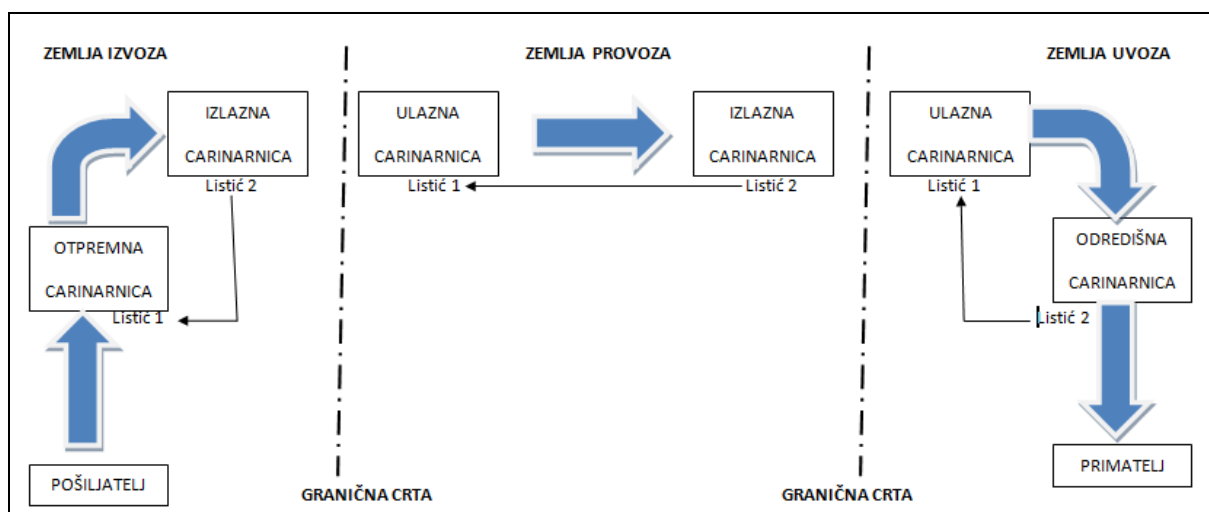 ZEMLJA IZVOZA
ZEMLJA PROVOZA
ZEMLJA UVOZA
IZLAZNA
CARINARNICA
Listić 2
ULAZNA
CARINARNICA
Listić 1
IZLAZNA
CARINARNICA
Listić 2
ULAZNA
CARINARNICA
Listić 1
OTPREMNA
CARINARNICA
Listić 1
ODREDIŠNA
CARINARNICA
Listić 2
POŠILJATELJ
PRIMATELJ
GRANIČNA CRTA
GRANIČNA CRTA